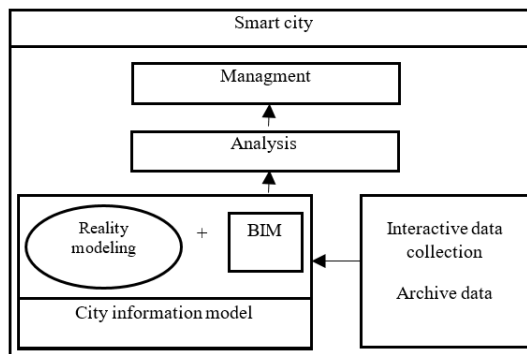 Smart city
Managment
Analysis
Reality
modeling
+
BIM
City information model
Interactive data
collection
Archive data